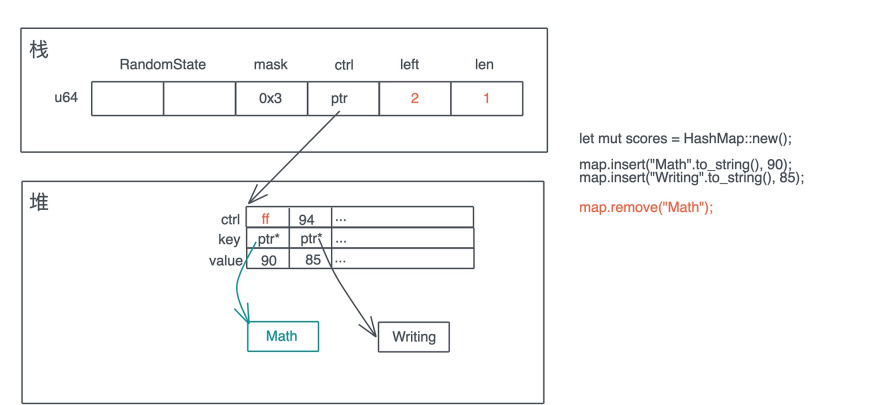 栈
RandomState mask ctrl left len
u64 0x3 ptr 2 1
let mut scores = HashMap::new();
map.insert("Math".to_string(), 90);
map.insert("Writing".to_string(), 85);
map.remove("Math");
堆
ctrl ff 94 ...
key ptr* ptr* ...
value 90 85 ...
Math Writing